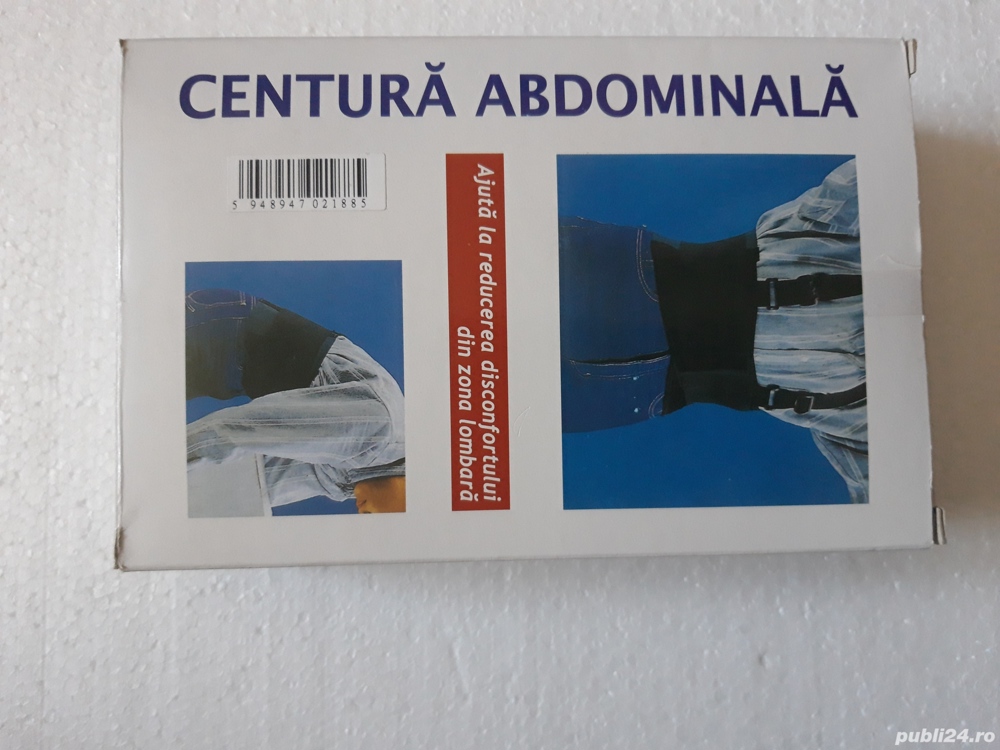 CENTURĂ ABDOMINALĂ
5 948947 021885
Ajută la reducerea disconfortului
din zona lombară
publi24.ro